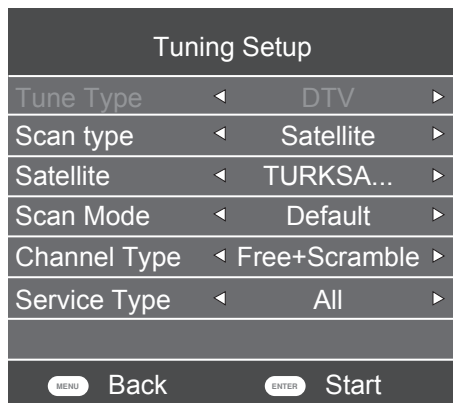 Tuning Setup
Tune Type DTV
Scan type Satellite
Satellite TURKSA...
Scan Mode Default
Channel Type Free+Scramble
Service Type All
MENU Back ENTER Start